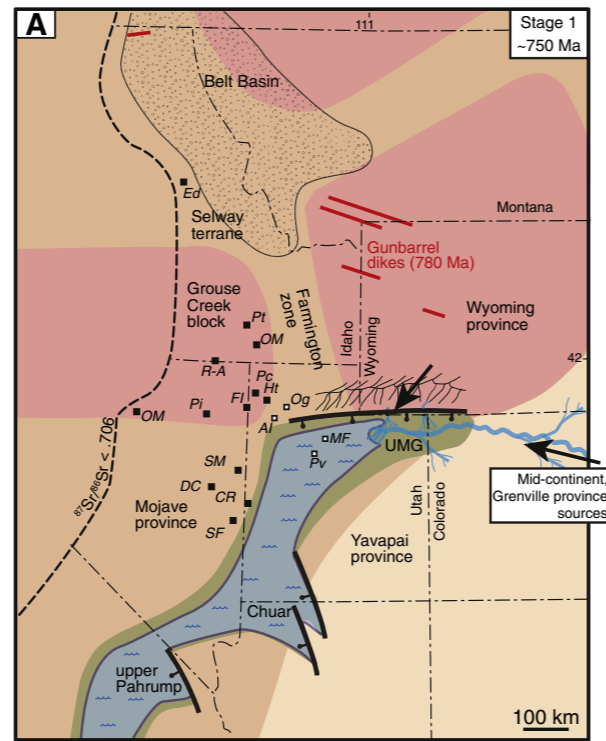 A
111
Stage 1
~750 Ma
Belt Basin
Ed
Selway
terrane
Montana
Gunbarrel
dikes (780 Ma)
Grouse
Creek
block
Farmington
zone
Idaho
Wyoming
Wyoming
province
Pt
OM
42
R-A
Pc
Ht
Og
FI
Pi
OM
AI
MF
UMG
Pv
87Sr/86Sr < .706
SM
DC
CR
SF
Mojave
province
Utah
Colorado
Mid-continent,
Grenville province
sources
Yavapai
province
Chuar
upper
Pahrump
100 km